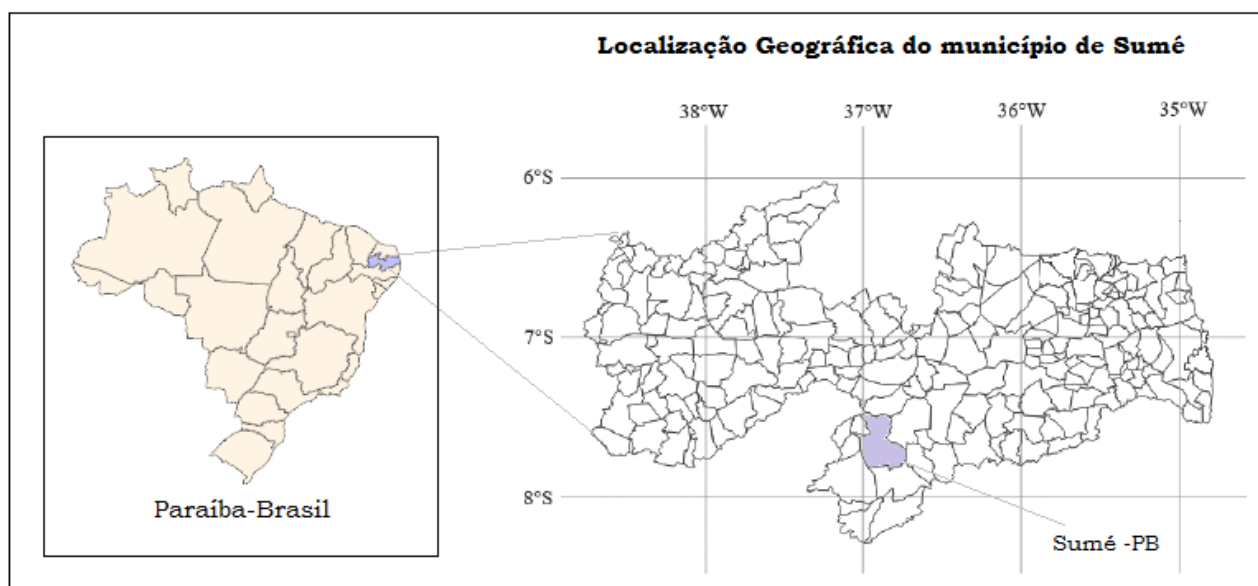 Localização Geográfica do município de Sumé
38°W 37°W 36°W 35°W
6°S
7°S
8°S
Paraíba-Brasil
Sumé -PB